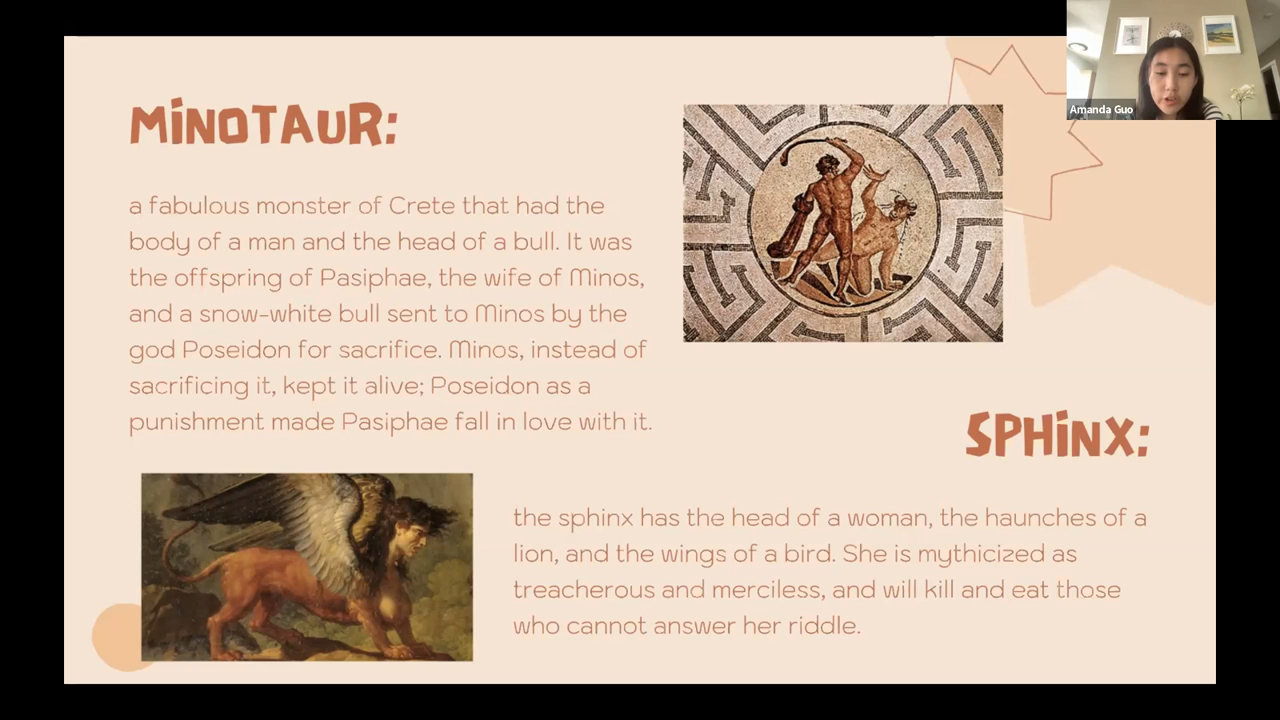 MINOTAUR:
a fabulous monster of Crete that had the
body of a man and the head of a bull. It was
the offspring of Pasiphae, the wife of Minos,
and a snow-white bull sent to Minos by the
god Poseidon for sacrifice. Minos, instead of
sacrificing it, kept it alive; Poseidon as a
punishment made Pasiphae fall in love with it.
Amanda Guo
SPHINX:
the sphinx has the head of a woman, the haunches of a
lion, and the wings of a bird. She is mythicized as
treacherous and merciless, and will kill and eat those
who cannot answer her riddle.